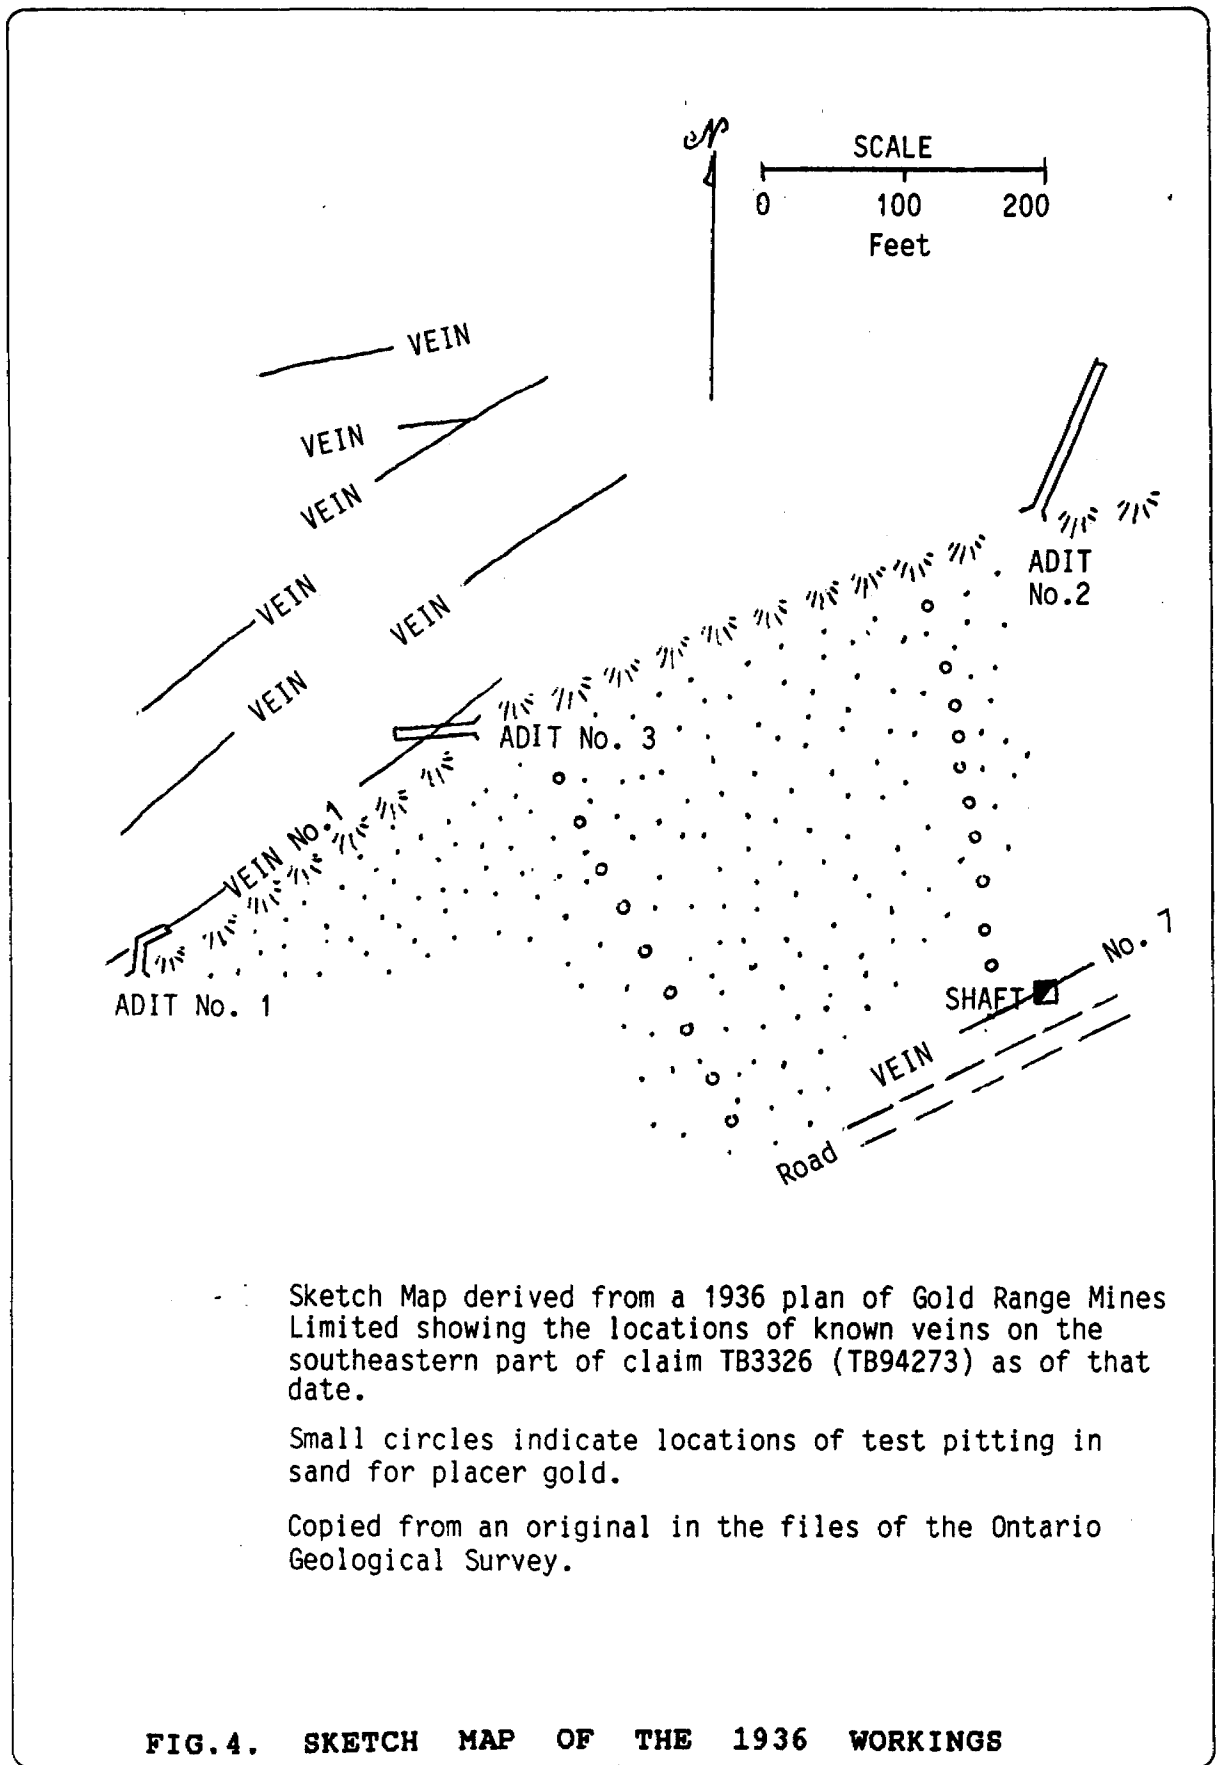 N
SCALE
0 100 200
Feet
VEIN
VEIN
VEIN
VEIN
VEIN
VEIN
ADIT
No.2
ADIT No. 3
VEIN No.1
ADIT No. 1
SHAFT
VEIN No. 7
Road
Sketch Map derived from a 1936 plan of Gold Range Mines
Limited showing the locations of known veins on the
southeastern part of claim TB3326 (TB94273) as of that
date.
Small circles indicate locations of test pitting in
sand for placer gold.
Copied from an original in the files of the Ontario
Geological Survey.
FIG.4. SKETCH MAP OF THE 1936 WORKINGS